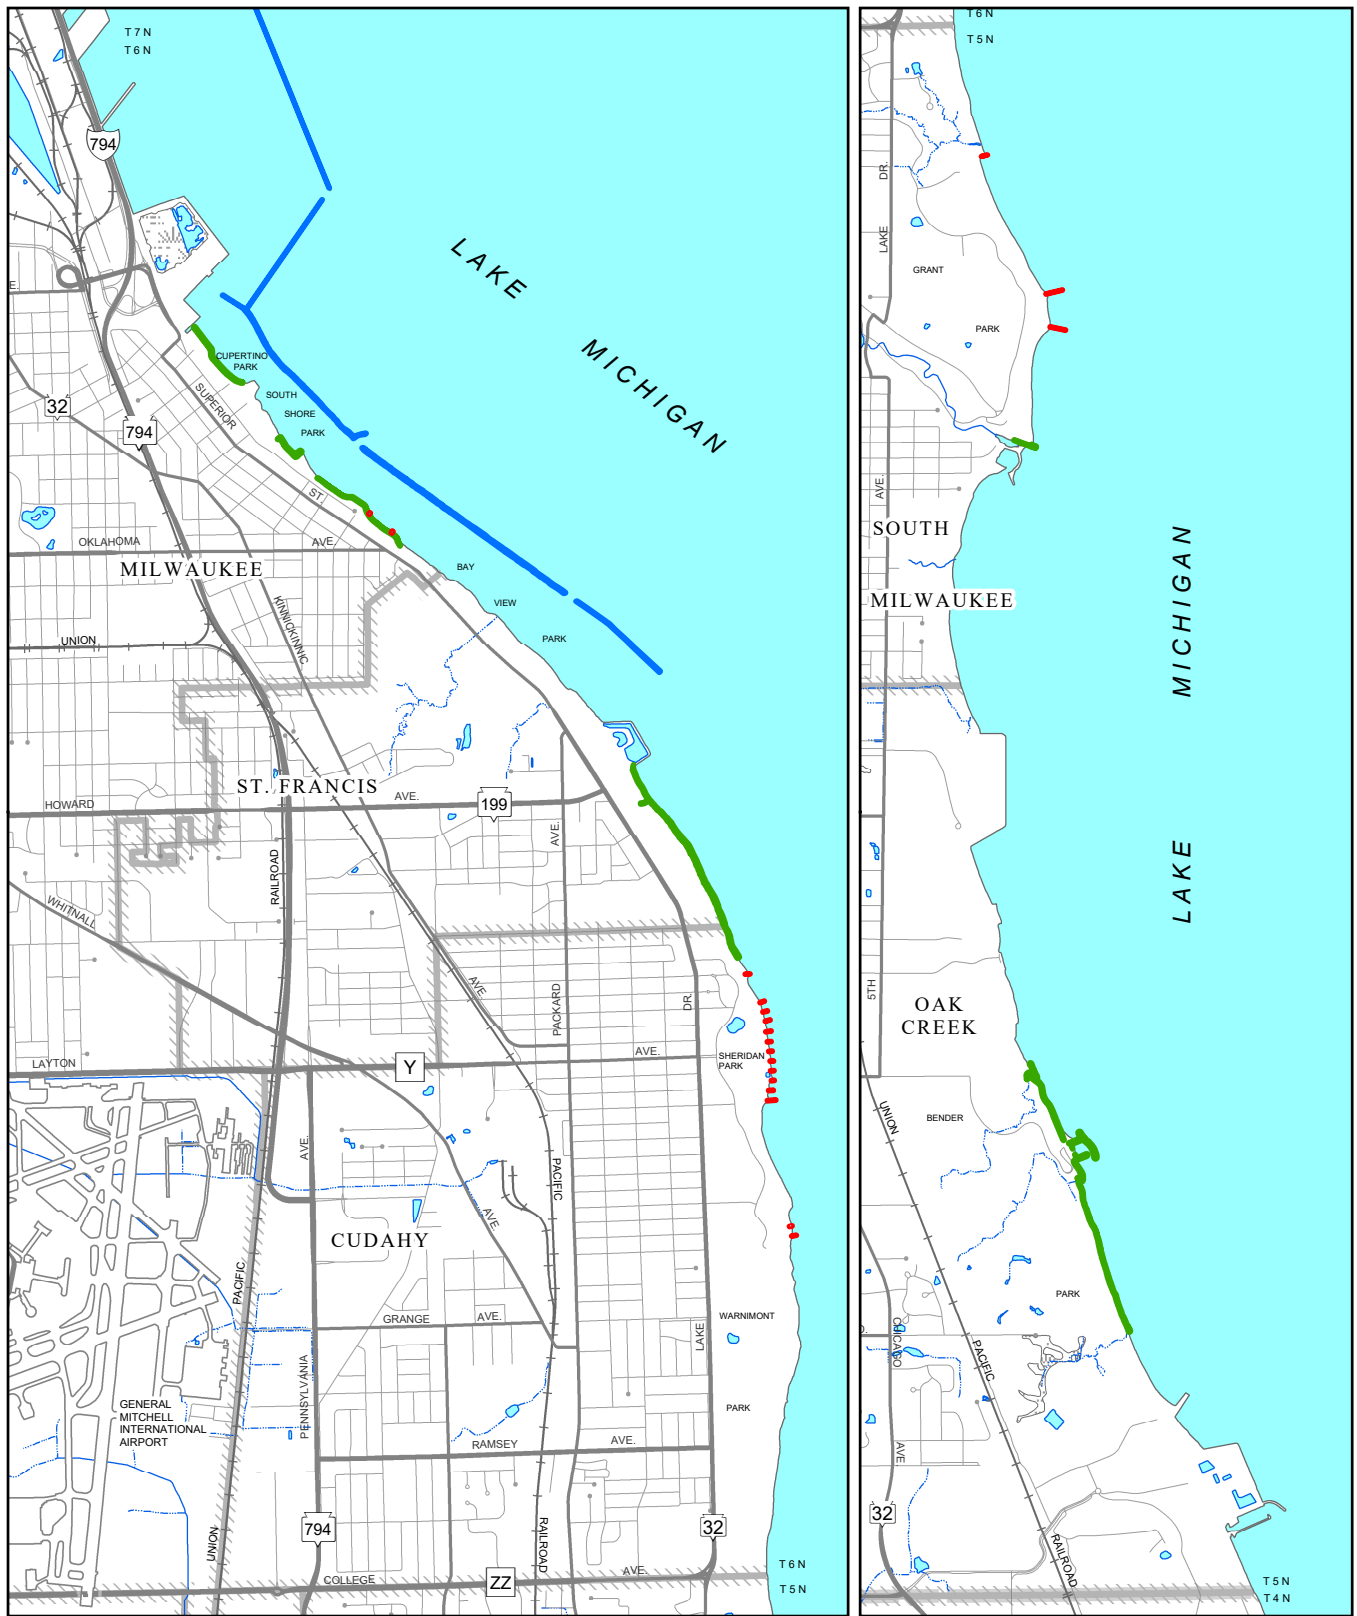 T7N
T6N
794
LAKE
MICHIGAN
E.
CUPERTINO
PARK
SOUTH
SHORE
PARK
SUPERIOR
ST.
32
794
OKLAHOMA
AVE.
MILWAUKEE
BAY
VIEW
PARK
KINNICKINNIC
UNION
ST. FRANCIS
HOWARD
AVE.
199
AVE.
RAILROAD
WHITNALL
AVE.
PACKARD
DR.
LAYTON
Y
AVE.
SHERIDAN
PARK
AVE.
PACIFIC
AVE.
CUDAHY
PACIFIC
GRANGE
AVE.
WARNIMONT
LAKE
PENNSYLVANIA
PARK
GENERAL
MITCHELL
INTERNATIONAL
AIRPORT
RAMSEY
AVE.
794
32
UNION
RAILROAD
COLLEGE
ZZ
AVE.
T6N
T5N
T6N
T5N
DR.
LAKE
GRANT
PARK
AVE.
SOUTH
MILWAUKEE
LAKE MICHIGAN
5TH
OAK
CREEK
UNION
BENDER
PARK
CHICAGO
PACIFIC
D.
AVE.
32
RAILROAD
T5N
T4N